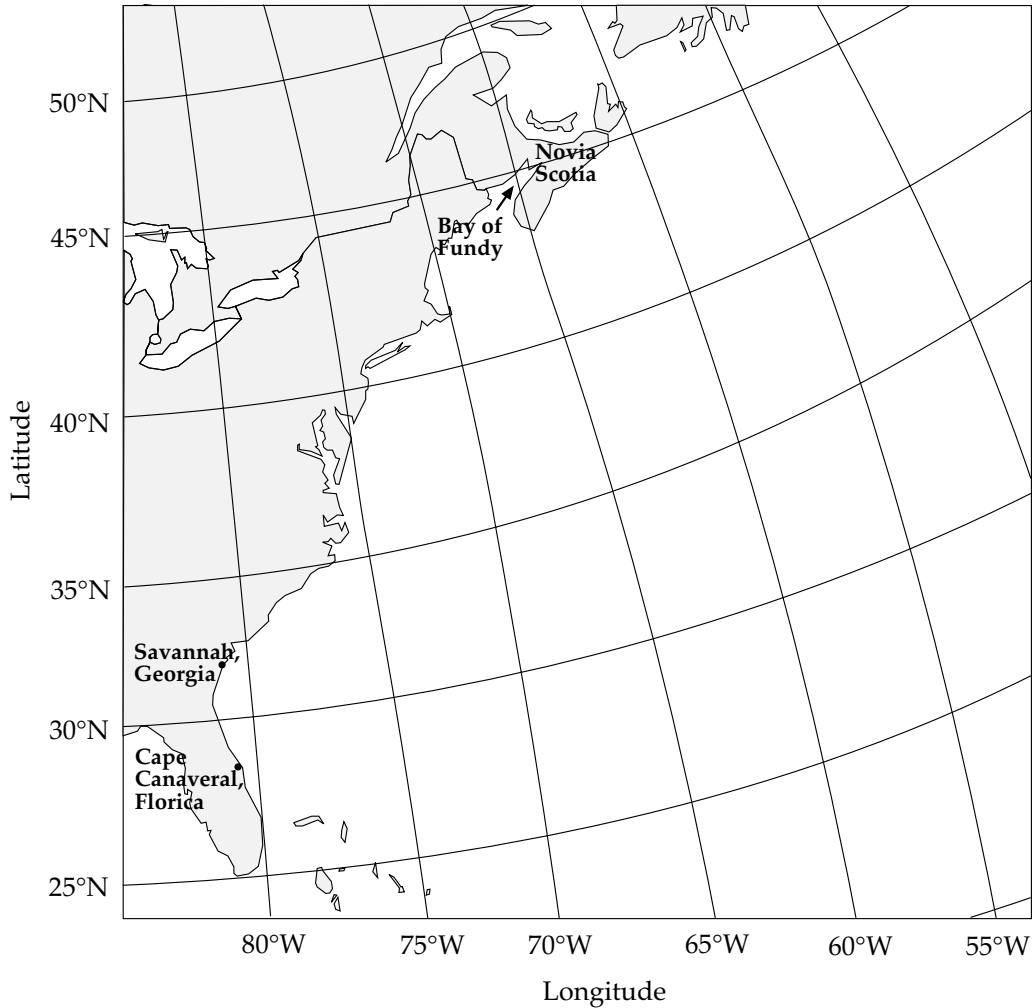 50°N
Novia
Scotia
Bay of
Fundy
45°N
40°N
Latitude
35°N
Savannah,
Georgia
30°N
Cape
Canaveral,
Florica
25°N
80°W
75°W
70°W
65°W
60°W
55°W
Longitude